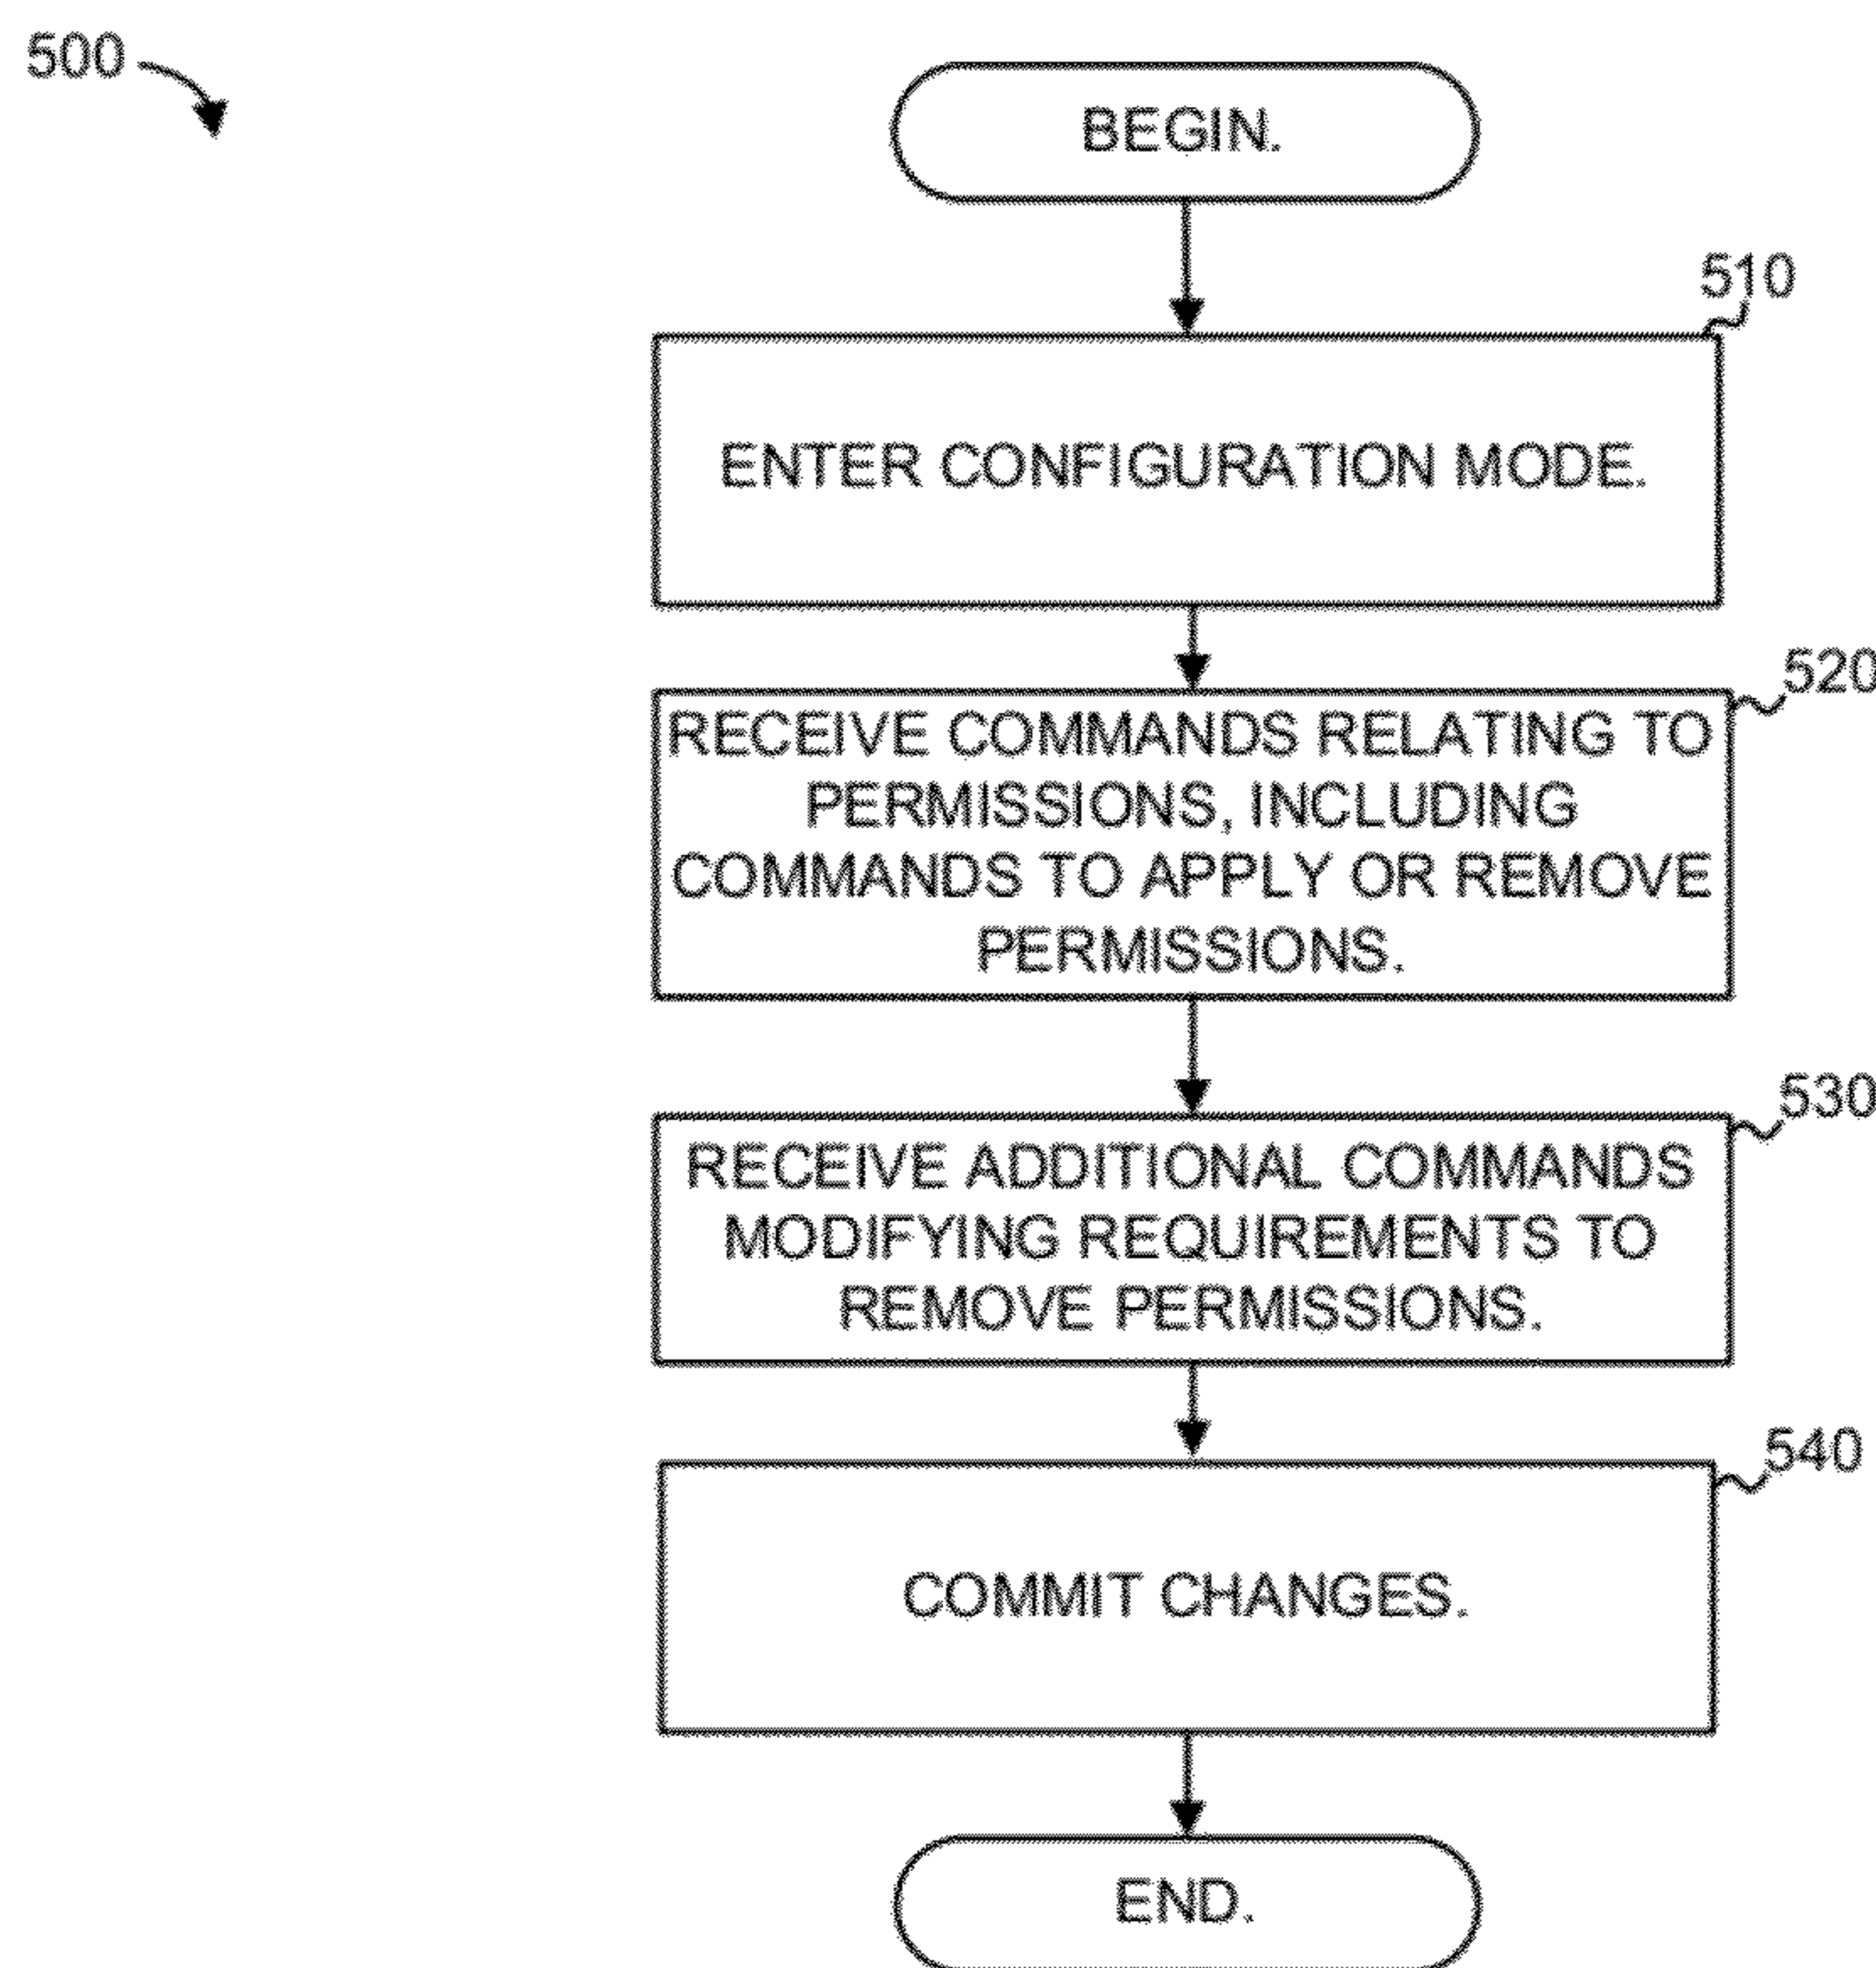 500
BEGIN.
510
ENTER CONFIGURATION MODE.
520
RECEIVE COMMANDS RELATING TO
PERMISSIONS, INCLUDING
COMMANDS TO APPLY OR REMOVE
PERMISSIONS.
530
RECEIVE ADDITIONAL COMMANDS
MODIFYING REQUIREMENTS TO
REMOVE PERMISSIONS.
540
COMMIT CHANGES.
END.